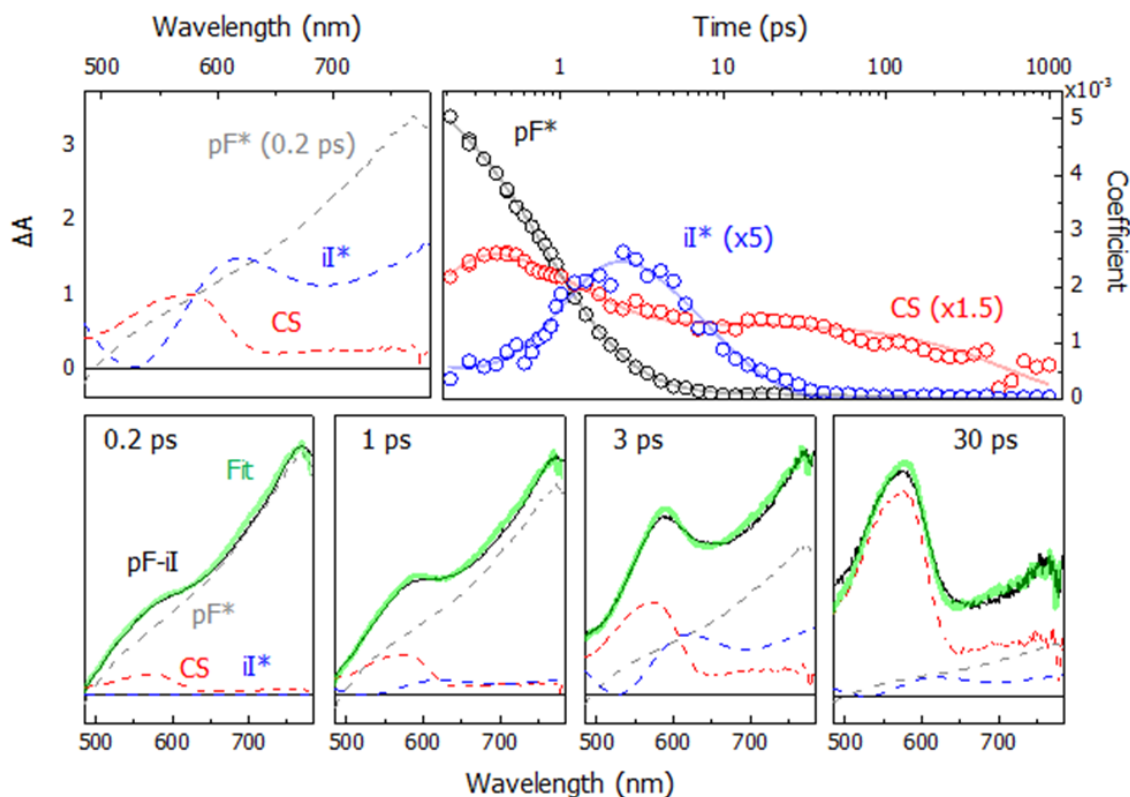 Wavelength (nm)
Time (ps)
500 600 700
1 10 100 1000
x10⁻³
pF*
pF* (0.2 ps)
iI* (x5)
iI*
CS
CS (x1.5)
ΔA
3
2
1
0
5
4
3
2
1
0
Coefficient
0.2 ps
1 ps
3 ps
30 ps
Fit
pF-iI
pF*
CS
iI*
500 600 700
500 600 700
500 600 700
500 600 700
Wavelength (nm)